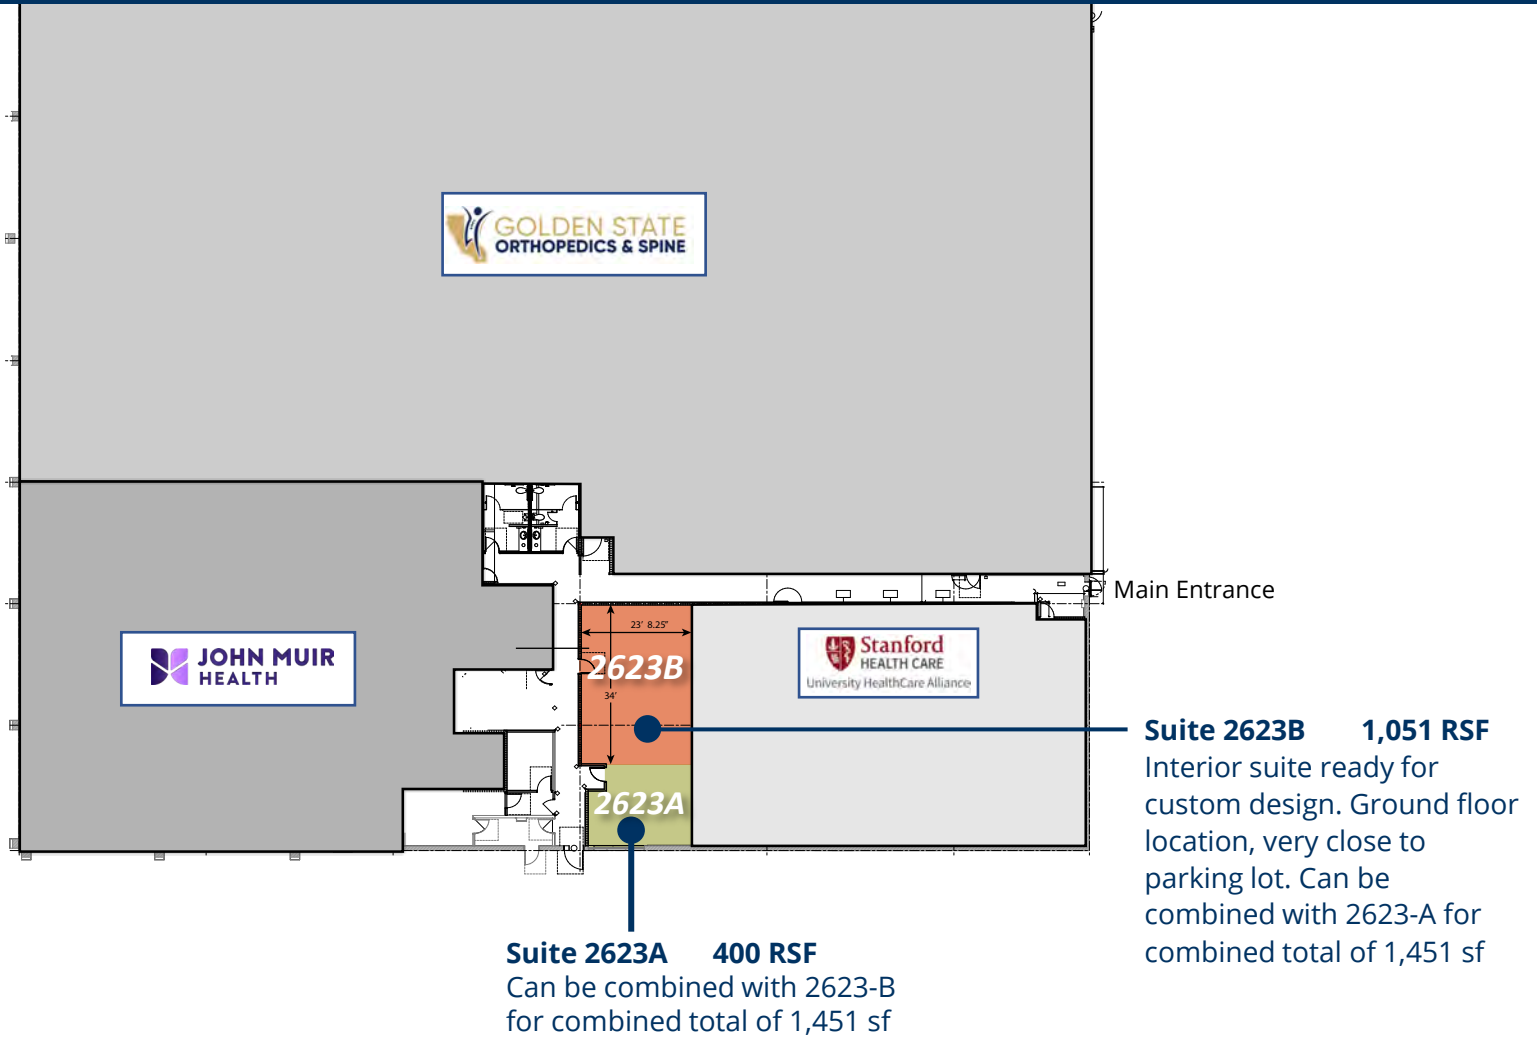 GOLDEN STATE
ORTHOPEDICS & SPINE
Main Entrance
JOHN MUIR
HEALTH
23' 8.25"
2623B
34'
Stanford
HEALTH CARE
University HealthCare Alliance
2623A
Suite 2623B 1,051 RSF
Interior suite ready for
custom design. Ground floor
location, very close to
parking lot. Can be
combined with 2623-A for
combined total of 1,451 sf
Suite 2623A 400 RSF
Can be combined with 2623-B
for combined total of 1,451 sf